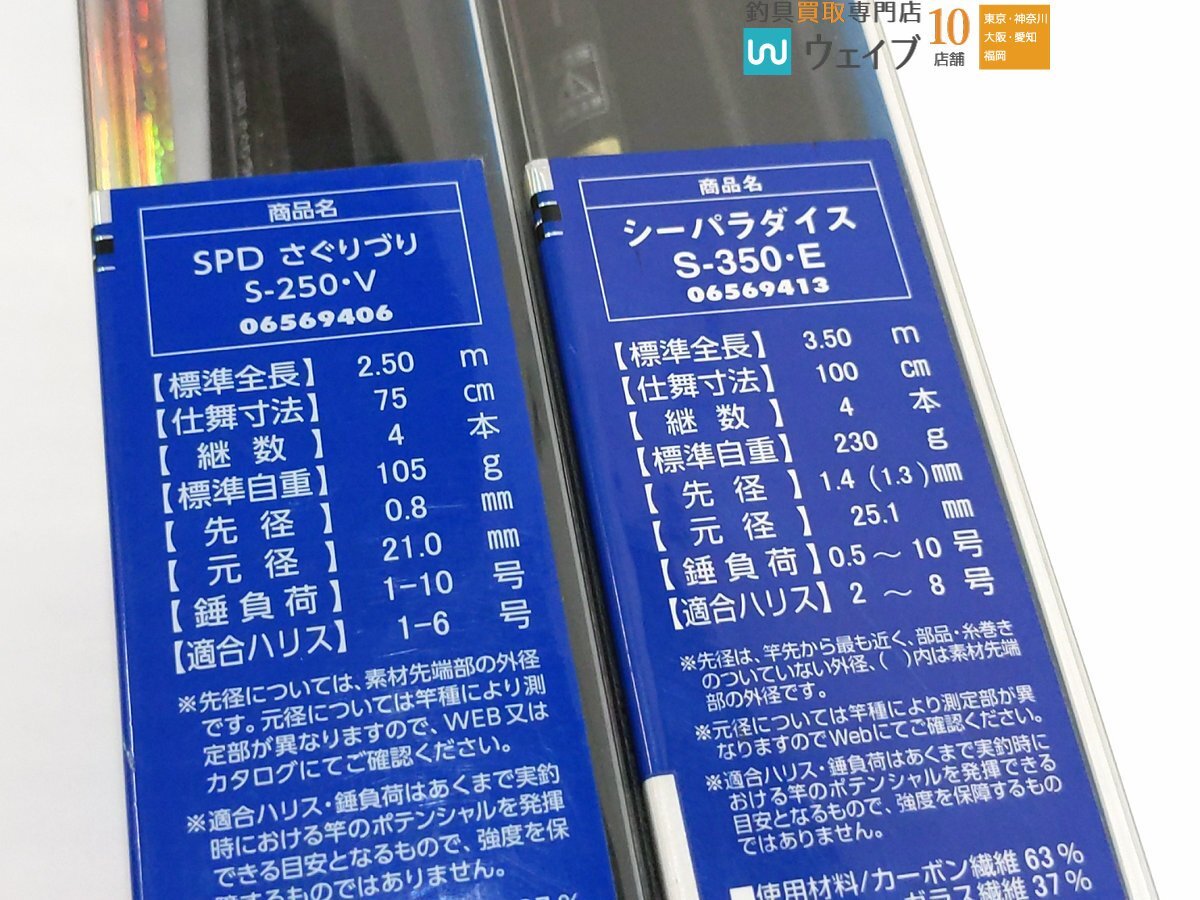 釣具買取専門店
ウェイブ
10
店舗
東京・神奈川
大阪・愛知
福岡
商品名
SPD さぐりづり
S-250・V
06569406
【標準全長】 2.50 m
【仕舞寸法】 75 cm
【継数】 4 本
【標準自重】 105 g
【先径】 0.8 mm
【元径】 21.0 mm
【錘負荷】 1-10 号
【適合ハリス】 1-6 号
※先径については、素材先端部の外径
です。元径については竿種により測
定部が異なりますので、WEB又は
カタログにてご確認ください。
※適合ハリス・錘負荷はあくまで実釣
時における竿のポテンシャルを発揮
できる目安となるもので、強度を保
障するものではありません。
商品名
シーパラダイス
S-350・E
06569413
【標準全長】 3.50 m
【仕舞寸法】 100 cm
【継数】 4 本
【標準自重】 230 g
【先径】 1.4 (1.3)mm
【元径】 25.1 mm
【錘負荷】 0.5 〜 10 号
【適合ハリス】 2 〜 8 号
※先径は、竿先から最も近く、部品・糸巻き
のついていない外径、( )内は素材先端
部の外径です。
※元径については竿種により測定部が異
なりますのでWebにてご確認ください。
※適合ハリス・錘負荷はあくまで実釣時に
おける竿のポテンシャルを発揮できる
目安となるもので、強度を保障するもの
ではありません。
■使用材料/カーボン繊維 63%
ガラス繊維 37%